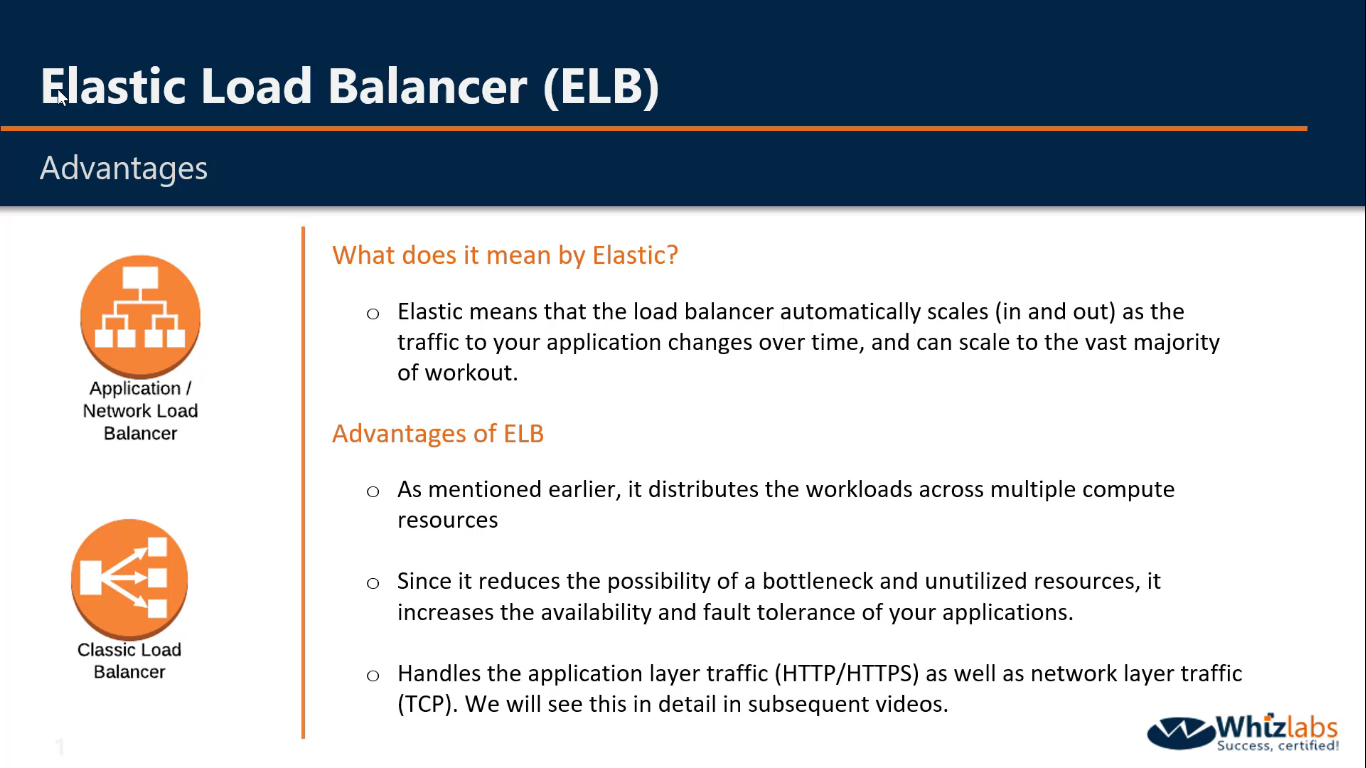 Elastic Load Balancer (ELB)
Advantages
Application /
Network Load
Balancer
Classic Load
Balancer
What does it mean by Elastic?
o Elastic means that the load balancer automatically scales (in and out) as the
traffic to your application changes over time, and can scale to the vast majority
of workout.
Advantages of ELB
o As mentioned earlier, it distributes the workloads across multiple compute
resources
o Since it reduces the possibility of a bottleneck and unutilized resources, it
increases the availability and fault tolerance of your applications.
o Handles the application layer traffic (HTTP/HTTPS) as well as network layer traffic
(TCP). We will see this in detail in subsequent videos.
1
Whizlabs
Success, certified!